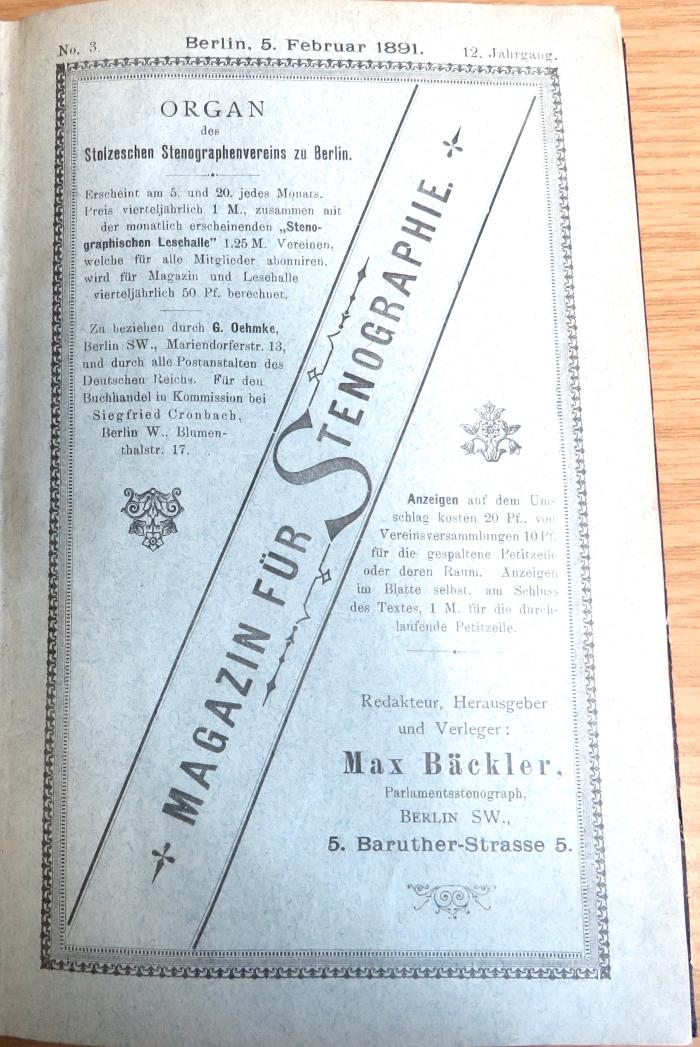 No. 3. Berlin, 5. Februar 1891. 12. Jahrgang.
ORGAN
des
Stolzeschen Stenographenvereins zu Berlin.
Erscheint am 5. und 20. jedes Monats.
Preis vierteljährlich 1 M., zusammen mit
der monatlich erscheinenden „Steno-
graphischen Lesehalle" 1,25 M. Vereinen,
welche für alle Mitglieder abonniren,
wird für Magazin und Lesehalle
vierteljährlich 50 Pf. berechnet.
Zu beziehen durch G. Oehmke,
Berlin SW., Mariendorferstr. 13,
und durch alle Postanstalten des
Deutschen Reichs. Für den
Buchhandel in Kommission bei
Siegfried Cronbach,
Berlin W., Blumen-
thalstr. 17.
MAGAZIN FÜR STENOGRAPHIE.
Anzeigen auf dem Um-
schlag kosten 20 Pf., von
Vereinsversammlungen 10 Pf.
für die gespaltene Petitzeile
oder deren Raum. Anzeigen
im Blatte selbst, am Schluss
des Textes, 1 M. für die durch-
laufende Petitzeile.
Redakteur, Herausgeber
und Verleger:
Max Bäckler,
Parlamentsstenograph,
BERLIN SW.,
5. Baruther-Strasse 5.